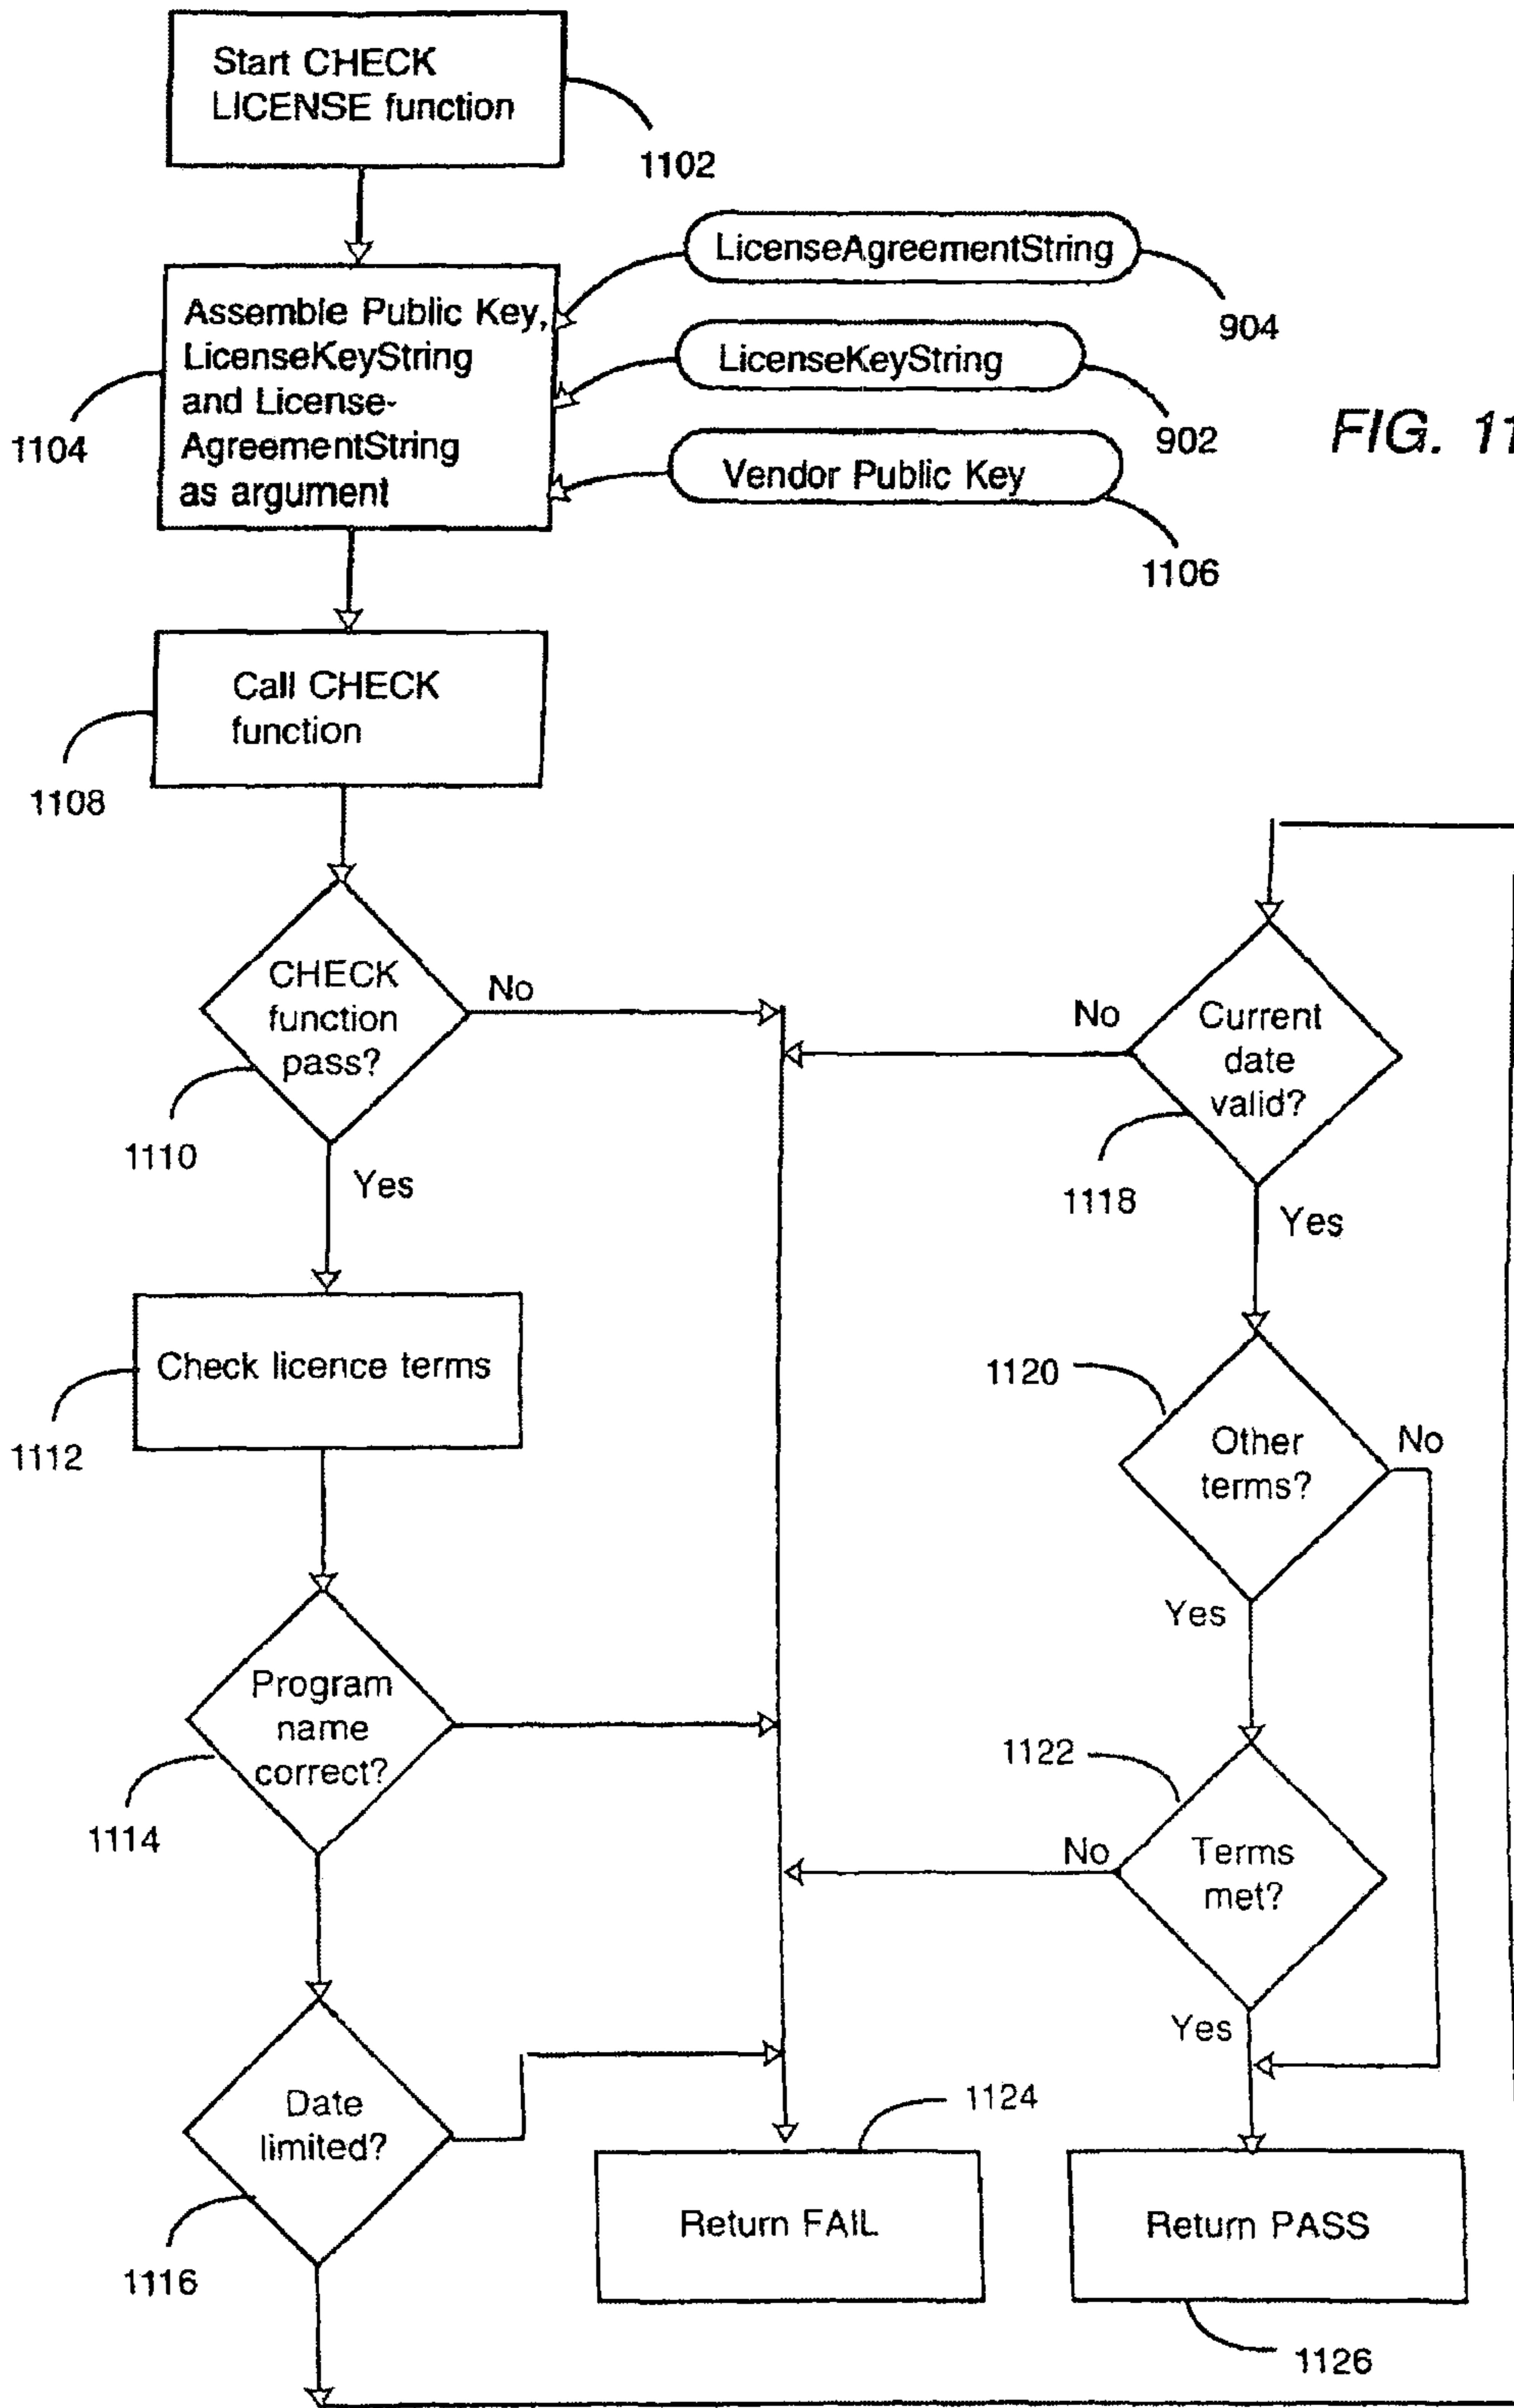 Start CHECK
LICENSE function
1102
LicenseAgreementString
904
Assemble Public Key,
LicenseKeyString
and License-
AgreementString
as argument
1104
LicenseKeyString
902
FIG. 11
Vendor Public Key
1106
Call CHECK
function
1108
CHECK
function
pass?
No
1110
Yes
Check licence terms
1112
Program
name
correct?
1114
Date
limited?
1116
No
Current
date
valid?
1118
Yes
1120
Other
terms?
No
Yes
1122
No
Terms
met?
Yes
1124
Return FAIL
Return PASS
1126